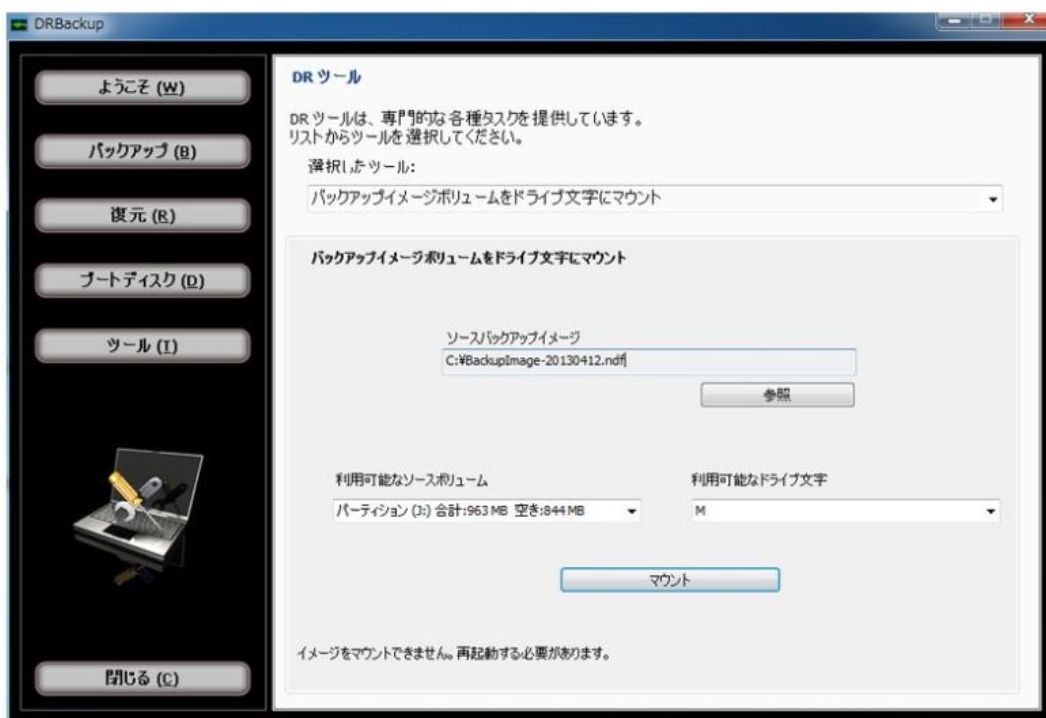 DRBackup
ようこそ (W)
バックアップ (B)
復元 (R)
ブートディスク (D)
ツール (T)
閉じる (C)
DR ツール
DR ツールは、専門的な各種タスクを提供しています。
リストからツールを選択してください。
選択したツール:
バックアップイメージボリュームをドライブ文字にマウント
バックアップイメージボリュームをドライブ文字にマウント
ソースバックアップイメージ
C:¥BackupImage-20130412.ndf
参照
利用可能なソースボリューム
利用可能なドライブ文字
パーティション (J:) 合計:963 MB 空き:844 MB
M
マウント
イメージをマウントできません。再起動する必要があります。